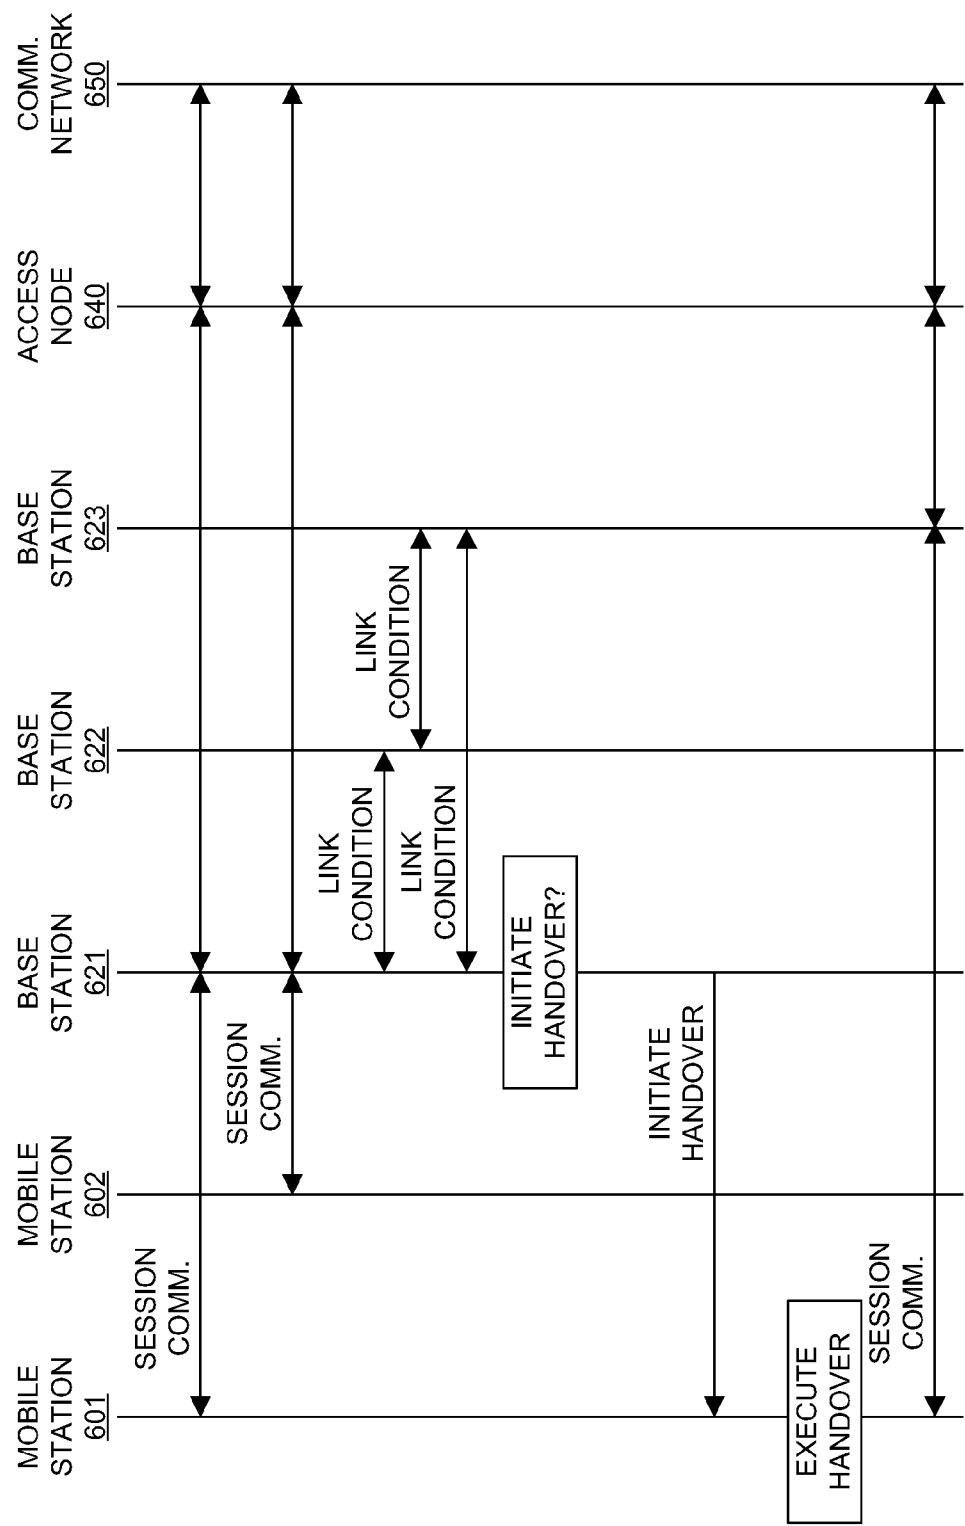 MOBILE
STATION
601
MOBILE
STATION
602
BASE
STATION
621
BASE
STATION
622
BASE
STATION
623
ACCESS
NODE
640
COMM.
NETWORK
650
SESSION
COMM.
SESSION
COMM.
LINK
CONDITION
LINK
CONDITION
LINK
CONDITION
INITIATE
HANDOVER?
INITIATE
HANDOVER
EXECUTE
HANDOVER
SESSION
COMM.